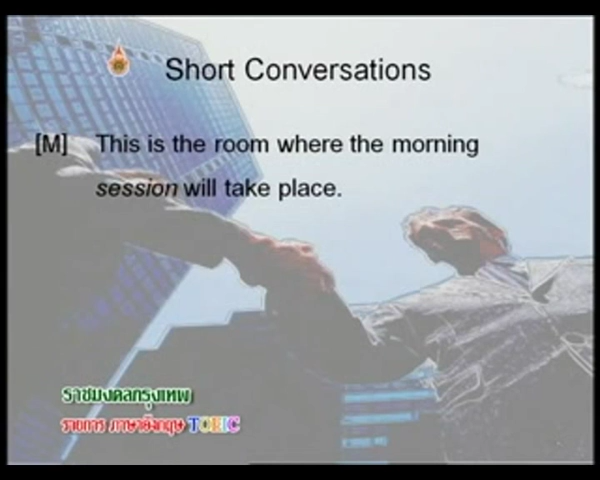 Short Conversations
[M] This is the room where the morning
session will take place.
ราชมงคลกรุงเทพ
รายการ ภาษาอังกฤษ TOEIC